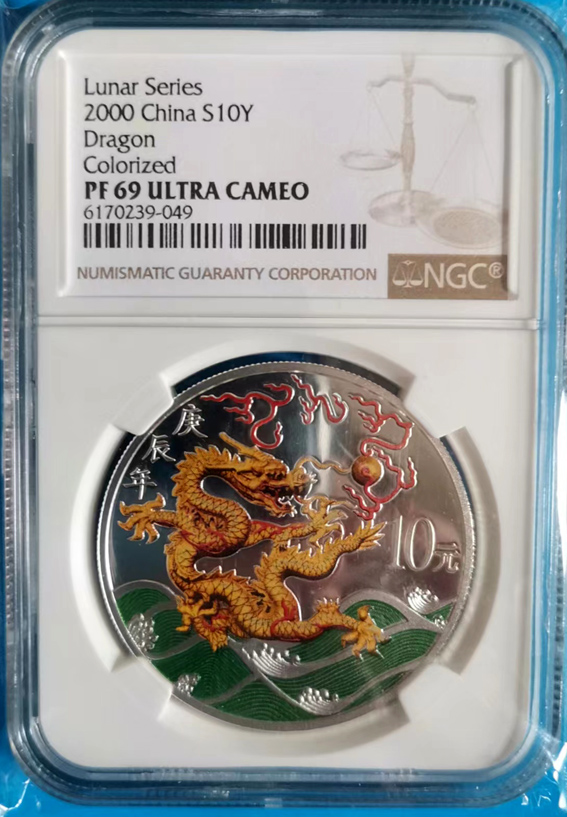 Lunar Series
2000 China S10Y
Dragon
Colorized
PF 69 ULTRA CAMEO
6170239-049
NUMISMATIC GUARANTY CORPORATION
NGC®
庚辰年
10元